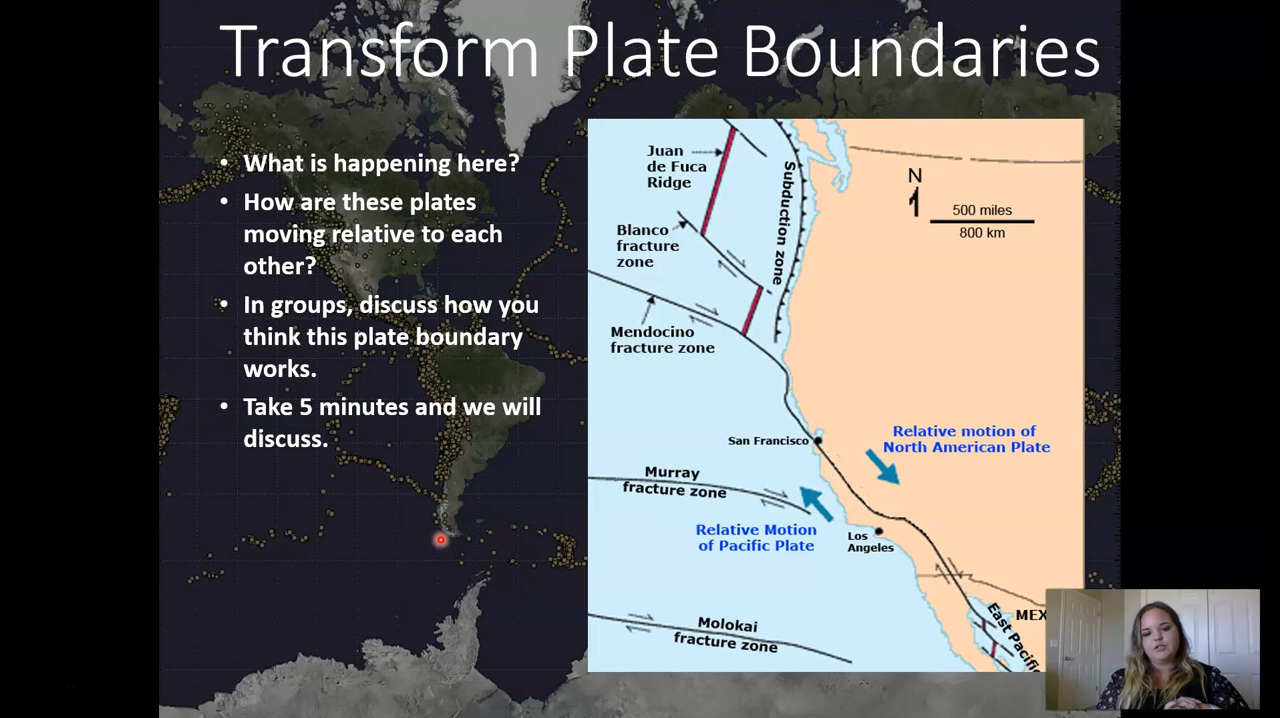 Transform Plate Boundaries
• What is happening here?
• How are these plates
moving relative to each
other?
• In groups, discuss how you
think this plate boundary
works.
• Take 5 minutes and we will
discuss.
Juan
de Fuca
Ridge
Subduction zone
N
500 miles
800 km
Blanco
fracture
zone
Mendocino
fracture zone
San Francisco
Relative motion of
North American Plate
Murray
fracture zone
Relative Motion
of Pacific Plate
Los
Angeles
MEX
East Pacific
Molokai
fracture zone